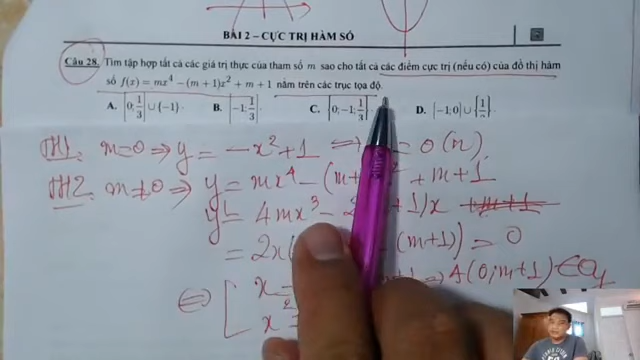 BÀI 2 – CỰC TRỊ HÀM SỐ
Câu 28. Tìm tập hợp tất cả các giá trị thực của tham số m sao cho tất cả các điểm cực trị (nếu có) của đồ thị hàm
số f(x) = mx⁴ − (m+1)x² + m + 1 nằm trên các trục tọa độ.
A. [0; 1/3] ∪ {−1}. B. [−1; 1/3]. C. {0; −1; 1/3}. D. [−1; 0] ∪ {1/3}.
TH1. m=0 ⇒ y = −x²+1 ⇔ = 0 (n)
TH2. m≠0 ⇒ y = mx⁴ − (m+ ² + m+1
y' = 4mx³ − 2 +1)x
= 2x( − (m+1)) = 0
⇔ [ x = +1 ⇒ A(0;m+1) ∈ Oy
x² =